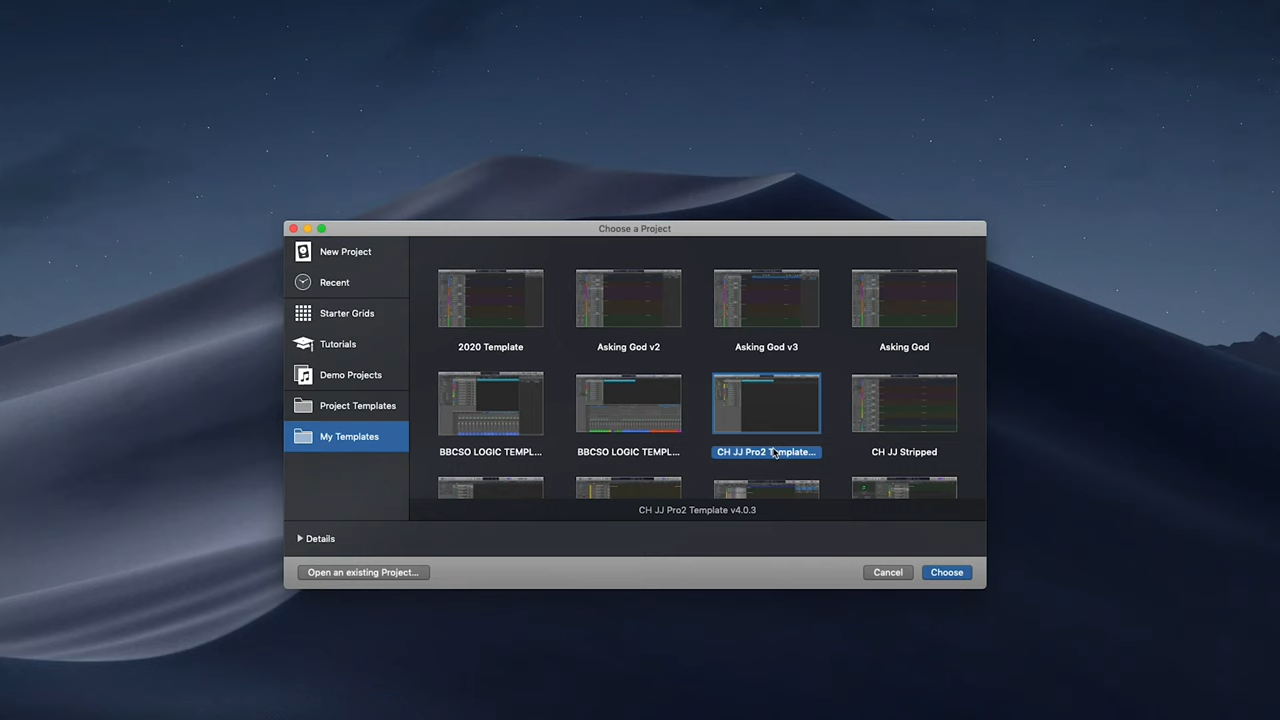 Choose a Project
New Project
Recent
Starter Grids
Tutorials
Demo Projects
Project Templates
My Templates
2020 Template
Asking God v2
Asking God v3
Asking God
BBCSO LOGIC TEMPL...
BBCSO LOGIC TEMPL...
CH JJ Pro2 Template...
CH JJ Stripped
CH JJ Pro2 Template v4.0.3
Details
Open an existing Project...
Cancel
Choose